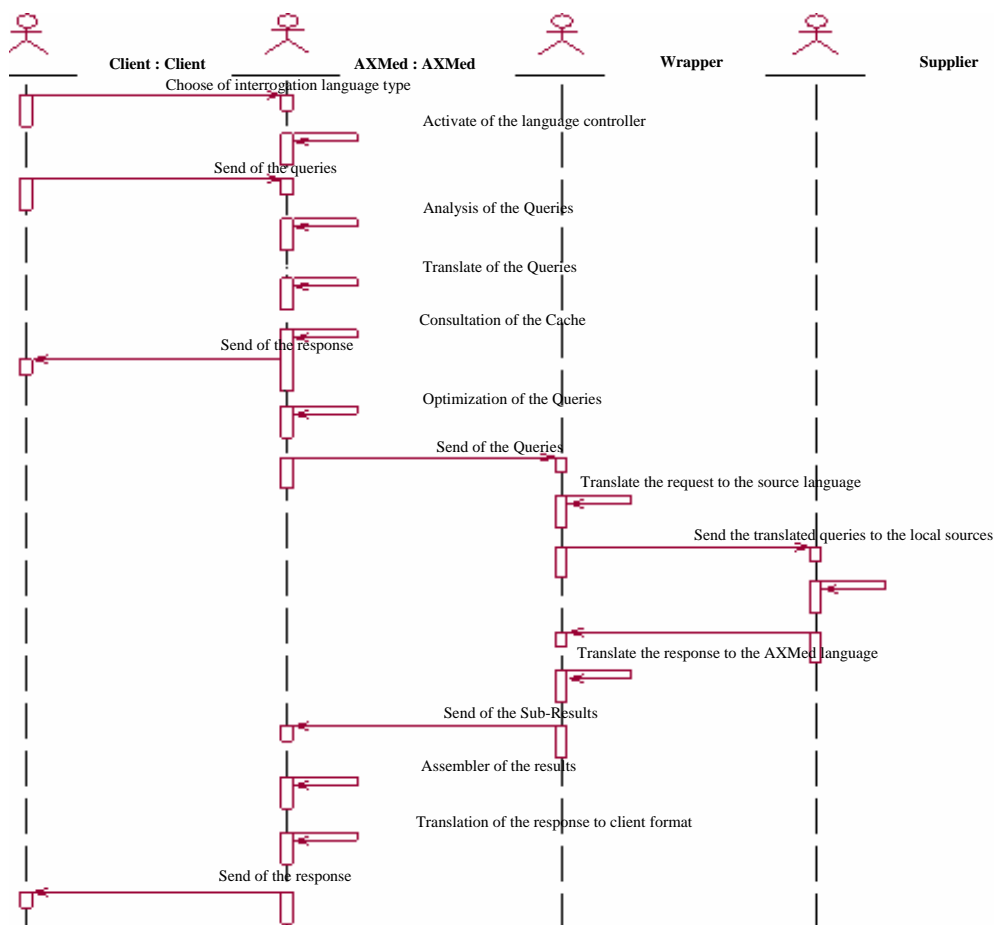 Client : Client
AXMed : AXMed
Wrapper
Supplier
Choose of interrogation language type
Activate of the language controller
Send of the queries
Analysis of the Queries
Translate of the Queries
Consultation of the Cache
Send of the response
Optimization of the Queries
Send of the Queries
Translate the request to the source language
Send the translated queries to the local sources
Translate the response to the AXMed language
Send of the Sub-Results
Assembler of the results
Translation of the response to client format
Send of the response